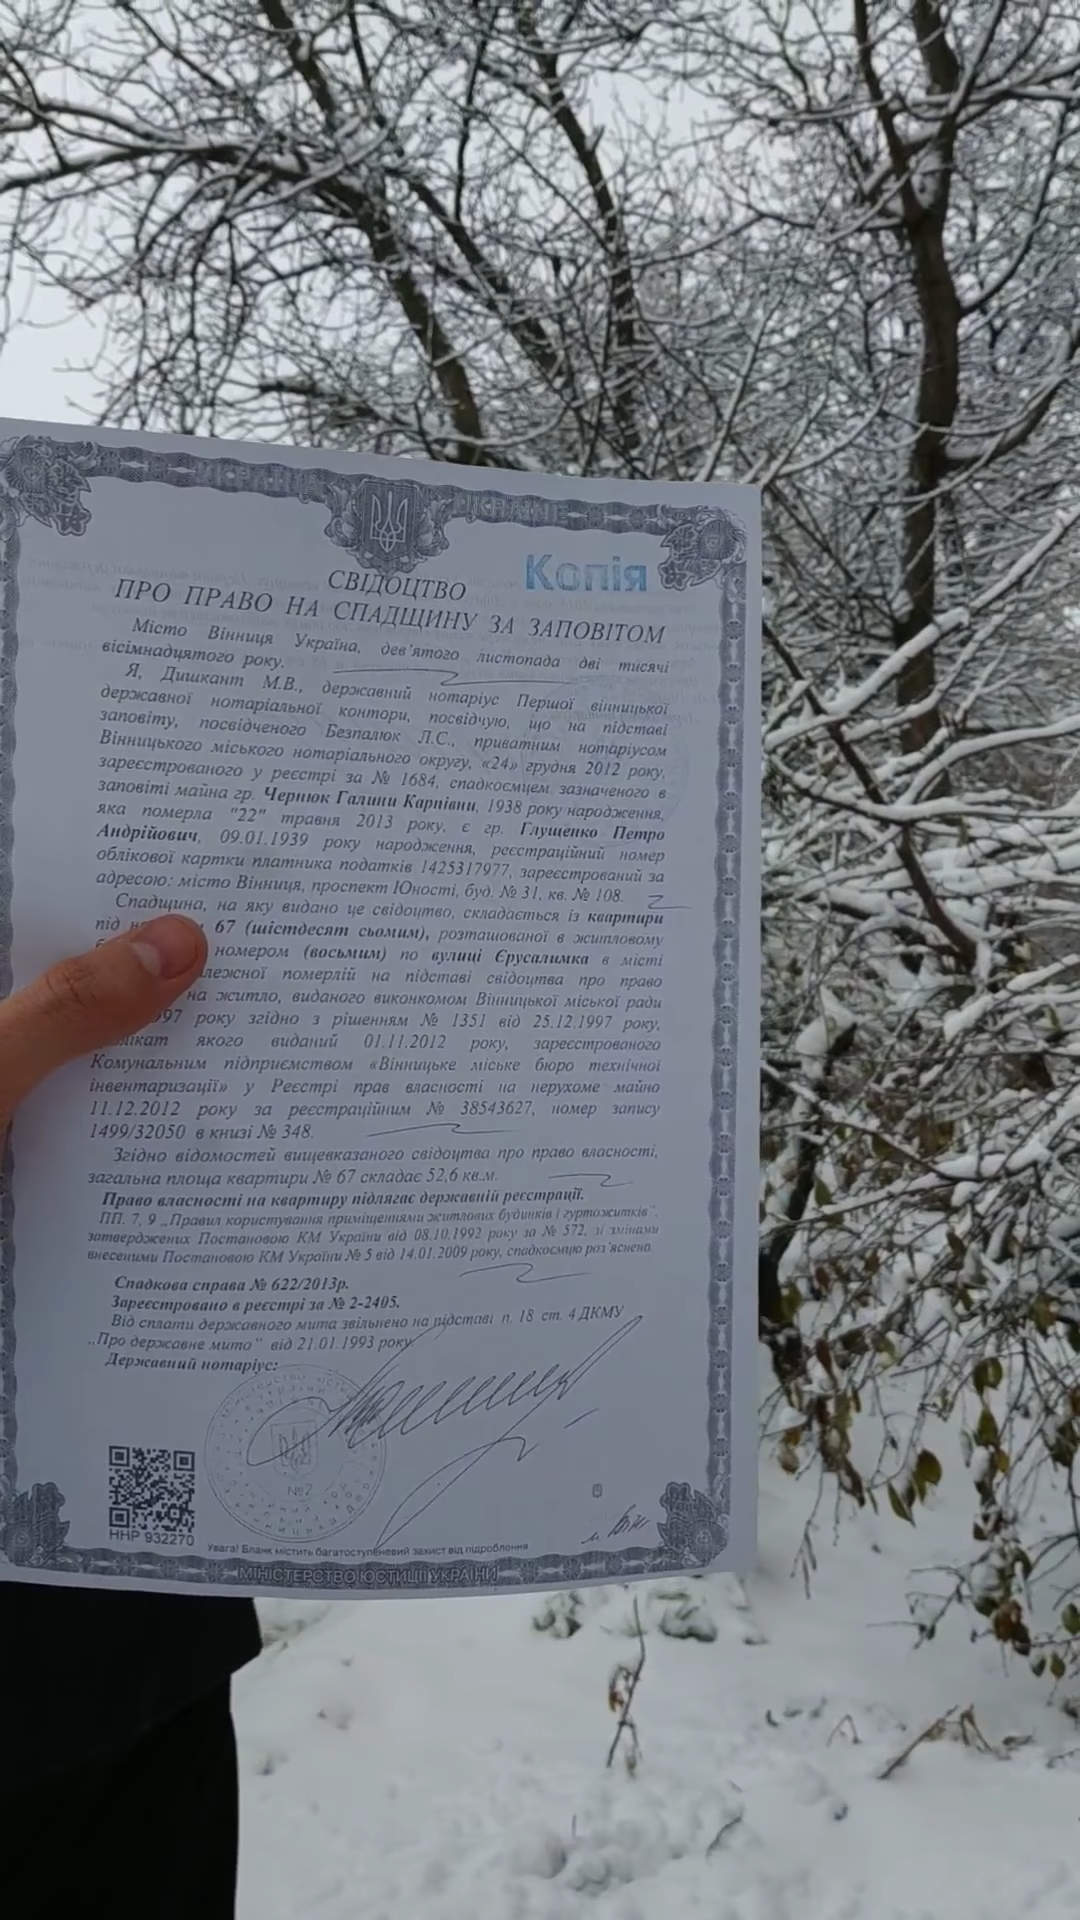 UKRAINE
Копія
СВІДОЦТВО
ПРО ПРАВО НА СПАДЩИНУ ЗА ЗАПОВІТОМ
Місто Вінниця Україна, дев'ятого листопада дві тисячі
вісімнадцятого року.
Я, Дишкант М.В., державний нотаріус Першої вінницької
державної нотаріальної контори, посвідчую, що на підставі
заповіту, посвідченого Безпалюк Л.С., приватним нотаріусом
Вінницького міського нотаріального округу, «24» грудня 2012 року,
зареєстрованого у реєстрі за № 1684, спадкоємцем зазначеного в
заповіті майна гр. Чернюк Галини Карпівни, 1938 року народження,
яка померла "22" травня 2013 року, є гр. Глущенко Петро
Андрійович, 09.01.1939 року народження, реєстраційний номер
облікової картки платника податків 1425317977, зареєстрований за
адресою: місто Вінниця, проспект Юності, буд. № 31, кв. № 108.
Спадщина, на яку видано це свідоцтво, складається із квартири
під 67 (шістдесят сьомим), розташованої в житловому
номером (восьмим) по вулиці Єрусалимка в місті
померлій на підставі свідоцтва про право
на житло, виданого виконкомом Вінницької міської ради
року згідно з рішенням № 1351 від 25.12.1997 року,
якого виданий 01.11.2012 року, зареєстрованого
Комунальним підприємством «Вінницьке міське бюро технічної
інвентаризації» у Реєстрі прав власності на нерухоме майно
11.12.2012 року за реєстраційним № 38543627, номер запису
1499/32050 в книзі № 348.
Згідно відомостей вищевказаного свідоцтва про право власності,
загальна площа квартири № 67 складає 52,6 кв.м.
Право власності на квартиру підлягає державній реєстрації.
ПП. 7, 9 „Правил користування приміщеннями житлових будинків і гуртожитків",
затверджених Постановою КМ України від 08.10.1992 року за № 572, зі змінами
внесеними Постановою КМ України № 5 від 14.01.2009 року, спадкоємцю роз'яснено.
Спадкова справа № 622/2013р.
Зареєстровано в реєстрі за № 2-2405.
Від сплати державного мита звільнено на підставі п. 18 ст. 4 ДКМУ
„Про державне мито" від 21.01.1993 року.
Державний нотаріус:
№2
ННР 932270
Увага! Бланк містить багатоступеневий захист від підроблення
МІНІСТЕРСТВО ЮСТИЦІЇ УКРАЇНИ